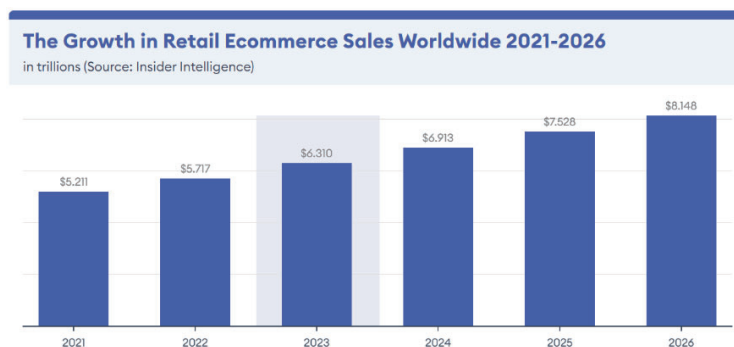 The Growth in Retail Ecommerce Sales Worldwide 2021-2026
in trillions (Source: Insider Intelligence)
$8.148
$7.528
$6.913
$6.310
$5.717
$5.211
2021 2022 2023 2024 2025 2026